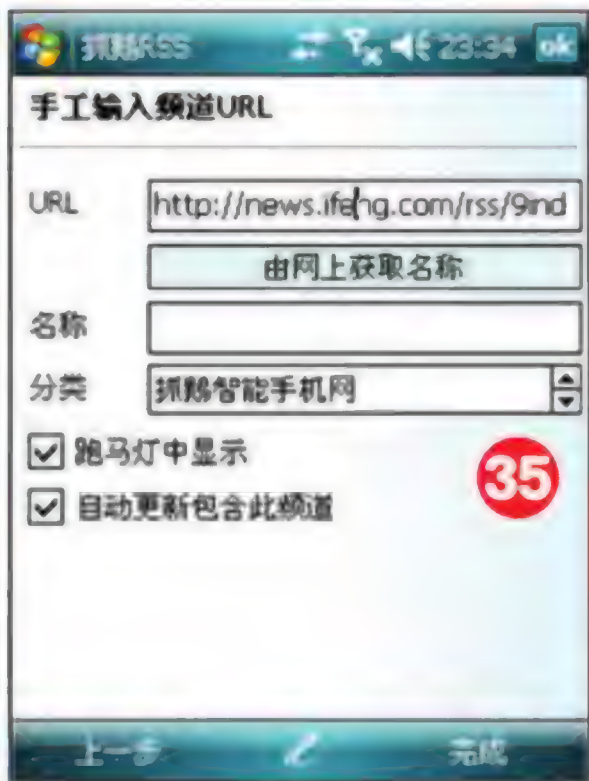 抓鹅RSS 23:34 ok
手工输入频道URL
URL http://news.ifeng.com/rss/9ind
由网上获取名称
名称
分类 抓鹅智能手机网
跑马灯中显示
自动更新包含此频道
35
上一步 完成